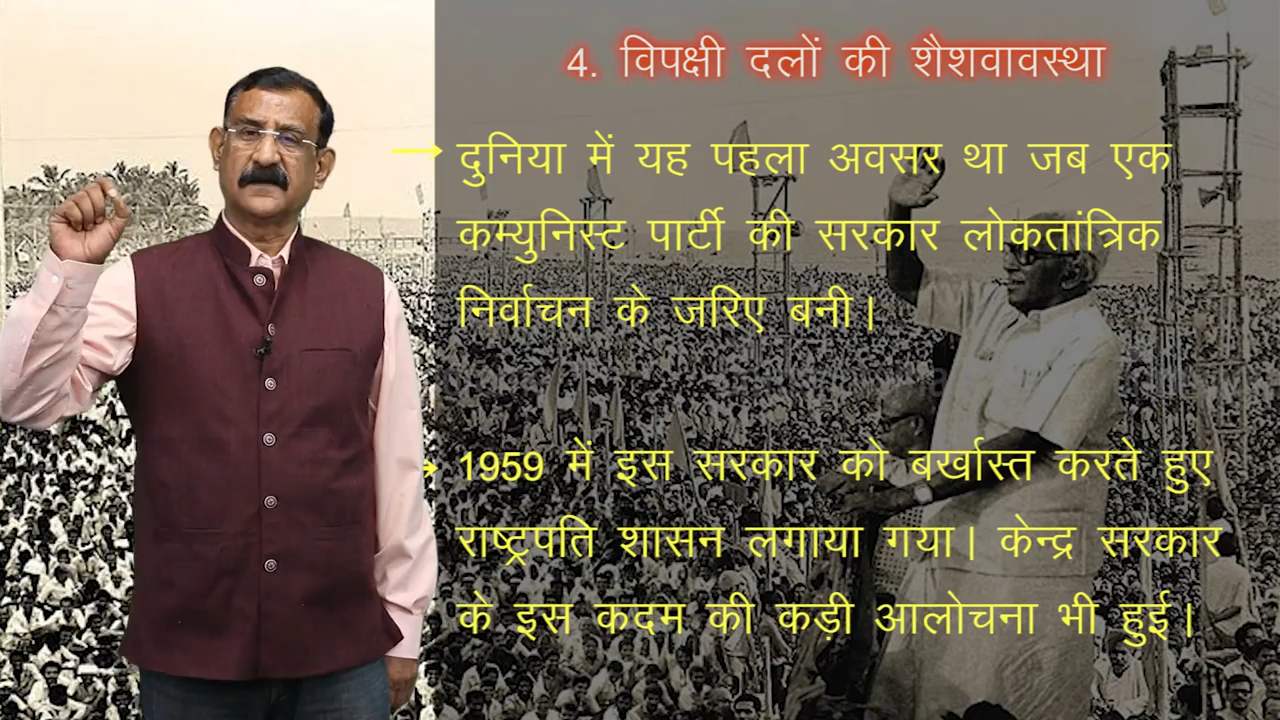 4. विपक्षी दलों की शैशवावस्था
दुनिया में यह पहला अवसर था जब एक
कम्युनिस्ट पार्टी की सरकार लोकतांत्रिक
निर्वाचन के जरिए बनी।
1959 में इस सरकार को बर्खास्त करते हुए
राष्ट्रपति शासन लगाया गया। केन्द्र सरकार
के इस कदम की कड़ी आलोचना भी हुई।